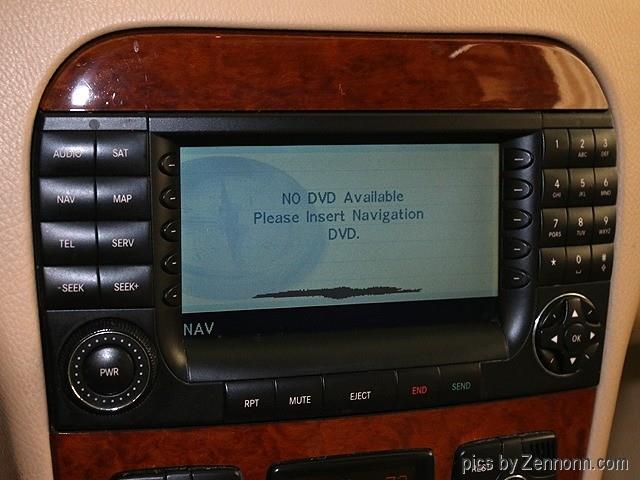 AUDIO SAT
NO DVD Available
Please Insert Navigation
DVD.
NAV MAP
TEL SERV
-SEEK SEEK+
1 2 ABC 3 DEF
4 GHI 5 JKL 6 MNO
7 PQRS 8 TUV 9 WXYZ
* 0 #
NAV
PWR
OK
RPT MUTE EJECT END SEND
REST
pics by Zennonn.com